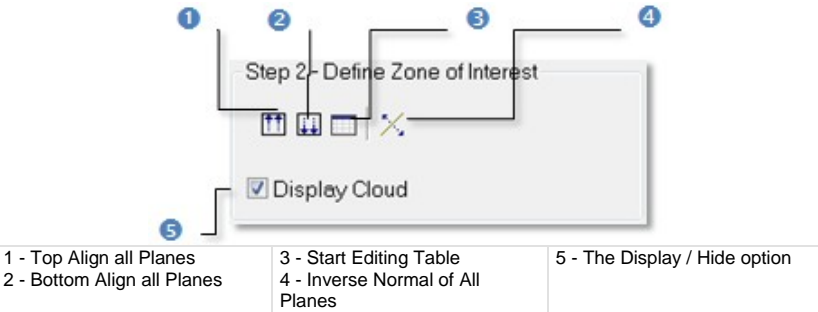 1
2
3
4
Step 2 - Define Zone of Interest
Display Cloud
5
1 - Top Align all Planes
2 - Bottom Align all Planes
3 - Start Editing Table
4 - Inverse Normal of All
Planes
5 - The Display / Hide option